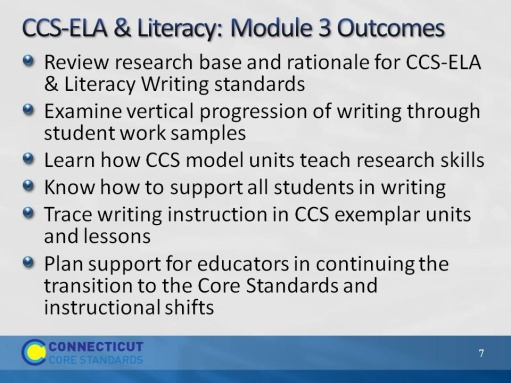 CCS-ELA & Literacy: Module 3 Outcomes
Review research base and rationale for CCS-ELA
& Literacy Writing standards
Examine vertical progression of writing through
student work samples
Learn how CCS model units teach research skills
Know how to support all students in writing
Trace writing instruction in CCS exemplar units
and lessons
Plan support for educators in continuing the
transition to the Core Standards and
instructional shifts
CONNECTICUT
CORE STANDARDS
7